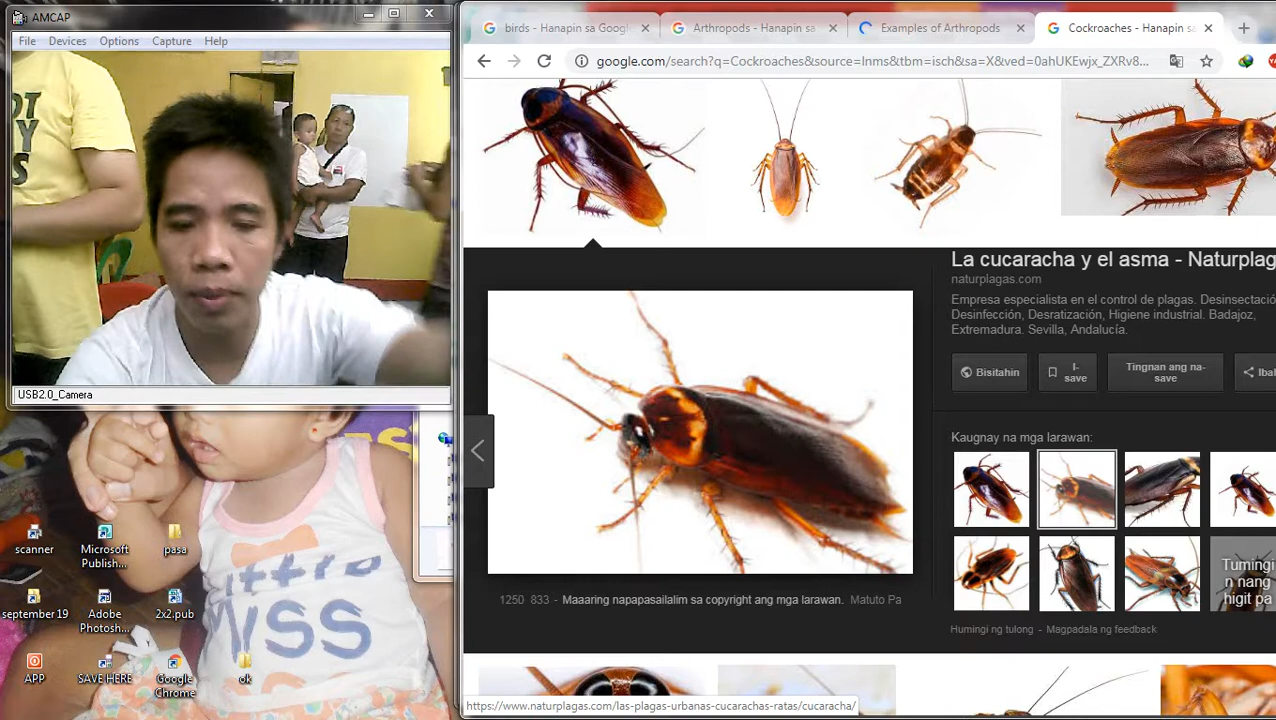 AMCAP
File Devices Options Capture Help
USB2.0_Camera
scanner
Microsoft Publish...
pasa
september 19
Adobe Photosh...
2x2.pub
APP
SAVE HERE
Google Chrome
ok
MISS
birds - Hanapin sa Googl
Arthropods - Hanapin sa
Examples of Arthropods
Cockroaches - Hanapin sa
google.com/search?q=Cockroaches&source=lnms&tbm=isch&sa=X&ved=0ahUKEwjx_ZXRv8...
La cucaracha y el asma - Naturplag
naturplagas.com
Empresa especialista en el control de plagas. Desinsectació
Desinfección, Desratización, Higiene industrial. Badajoz,
Extremadura. Sevilla, Andalucía.
Bisitahin
I-save
Tingnan ang na-save
Ibal
Kaugnay na mga larawan:
Tumingi
n nang
higit pa
1250 833 - Maaaring napapasailalim sa copyright ang mga larawan. Matuto Pa
Humingi ng tulong - Magpadala ng feedback
https://www.naturplagas.com/las-plagas-urbanas-cucarachas-ratas/cucaracha/